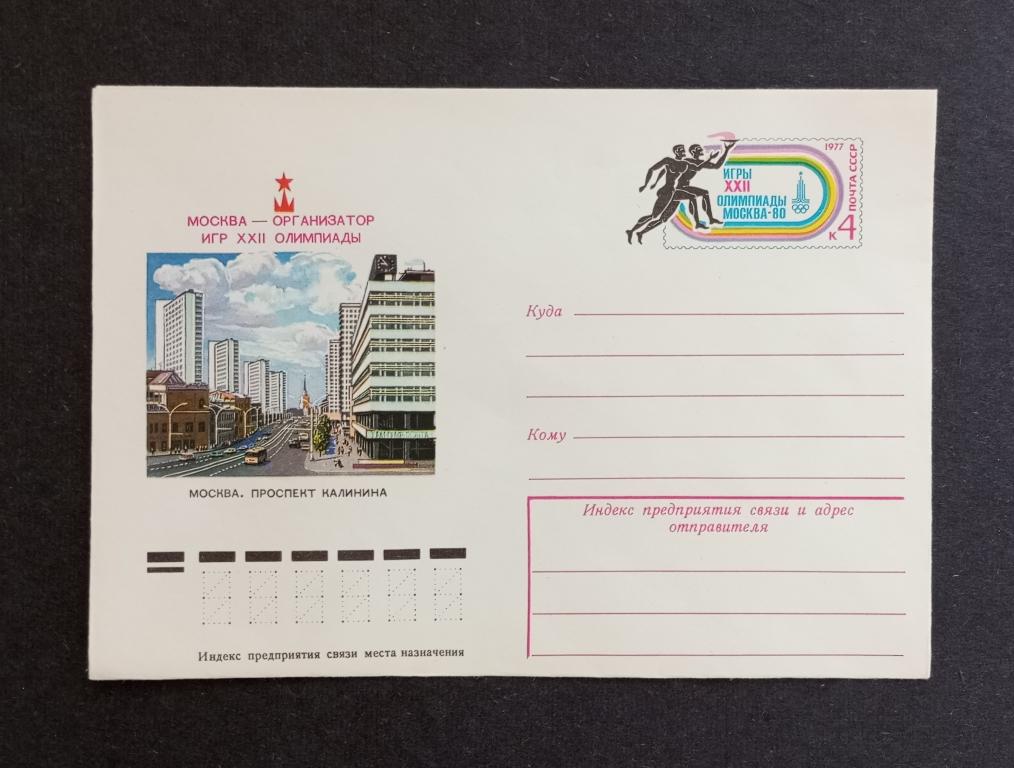 МОСКВА — ОРГАНИЗАТОР
ИГР XXII ОЛИМПИАДЫ
МОСКВА. ПРОСПЕКТ КАЛИНИНА
Индекс предприятия связи места назначения
1977
ИГРЫ
XXII
ОЛИМПИАДЫ
МОСКВА-80
ПОЧТА СССР
К 4
Куда
Кому
Индекс предприятия связи и адрес
отправителя